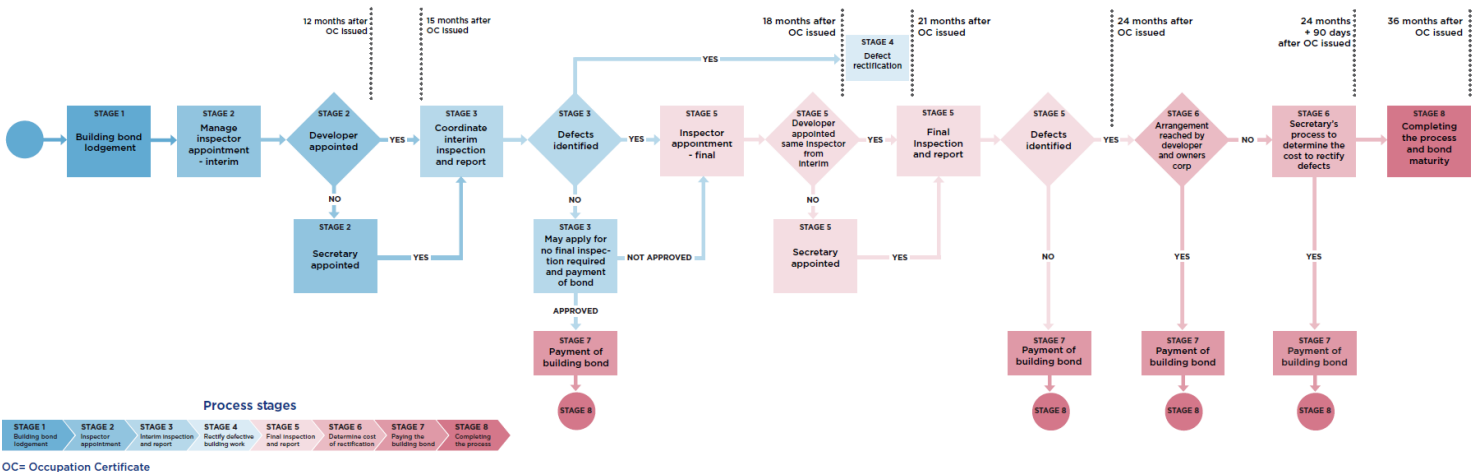 12 months after
OC issued
15 months after
OC issued
18 months after
OC issued
21 months after
OC issued
24 months after
OC issued
24 months
+ 90 days
after OC issued
36 months after
OC issued
STAGE 4
Defect
rectification
YES
STAGE 1
Building bond
lodgement
STAGE 2
Manage
inspector
appointment
- interim
STAGE 2
Developer
appointed
YES
STAGE 3
Coordinate
interim
inspection
and report
STAGE 3
Defects
identified
YES
STAGE 5
Inspector
appointment
- final
STAGE 5
Developer
appointed
same Inspector
from
Interim
YES
STAGE 5
Final
Inspection
and report
STAGE 5
Defects
identified
YES
STAGE 6
Arrangement
reached by
developer
and owners
corp
NO
STAGE 6
Secretary's
process to
determine the
cost to rectify
defects
STAGE 8
Completing
the process
and bond
maturity
NO
STAGE 2
Secretary
appointed
YES
NO
STAGE 3
May apply for
no final inspec-
tion required
and payment
of bond
NOT APPROVED
NO
STAGE 5
Secretary
appointed
YES
NO
YES
YES
APPROVED
STAGE 7
Payment of
building bond
STAGE 7
Payment of
building bond
STAGE 7
Payment of
building bond
STAGE 7
Payment of
building bond
STAGE 8
STAGE 8
STAGE 8
STAGE 8
Process stages
STAGE 1
Building bond
lodgement
STAGE 2
Inspector
appointment
STAGE 3
Interim inspection
and report
STAGE 4
Rectify defective
building work
STAGE 5
Final inspection
and report
STAGE 6
Determine cost
of rectification
STAGE 7
Paying the
building bond
STAGE 8
Completing
the process
OC= Occupation Certificate